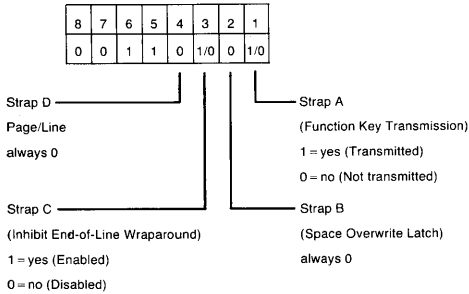 8 7 6 5 4 3 2 1
0 0 1 1 0 1/0 0 1/0
Strap D
Page/Line
always 0
Strap A
(Function Key Transmission)
1 = yes (Transmitted)
0 = no (Not transmitted)
Strap C
(Inhibit End-of-Line Wraparound)
1 = yes (Enabled)
0 = no (Disabled)
Strap B
(Space Overwrite Latch)
always 0